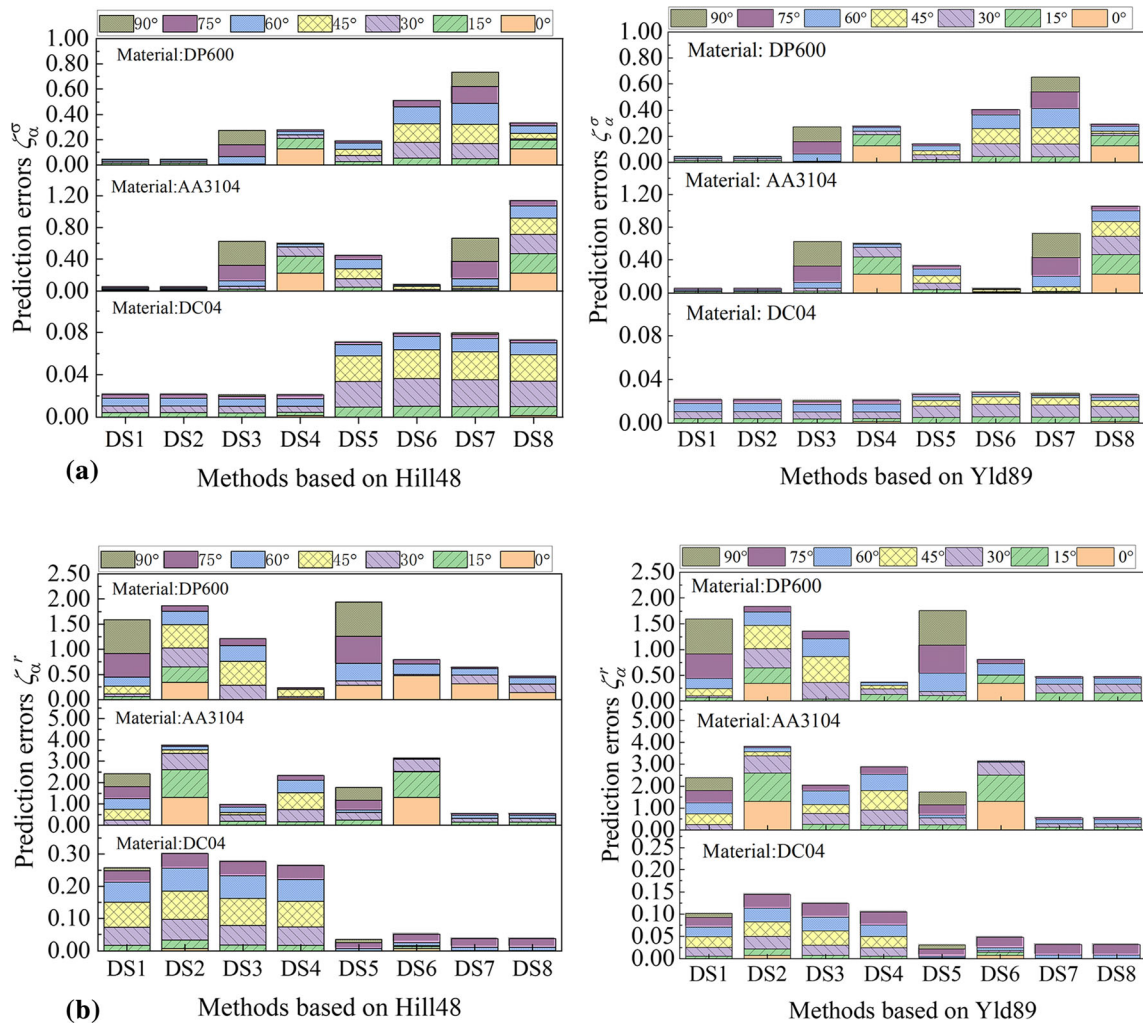 90° 75° 60° 45° 30° 15° 0°
Prediction errors ζασ
Material:DP600
1.00
0.80
0.60
0.40
0.20
0.00
Material:AA3104
1.20
0.80
0.40
0.00
Material:DC04
0.08
0.04
0.00
DS1 DS2 DS3 DS4 DS5 DS6 DS7 DS8
(a)
Methods based on Hill48
90° 75° 60° 45° 30° 15° 0°
Prediction errors ζασ
Material: DP600
1.00
0.80
0.60
0.40
0.20
0.00
Material: AA3104
1.20
0.80
0.40
0.00
Material: DC04
0.08
0.04
0.00
DS1 DS2 DS3 DS4 DS5 DS6 DS7 DS8
Methods based on Yld89
90° 75° 60° 45° 30° 15° 0°
Prediction errors ζαr
Material:DP600
2.50
2.00
1.50
1.00
0.50
0.00
Material:AA3104
5.00
4.00
3.00
2.00
1.00
0.00
Material:DC04
0.30
0.20
0.10
0.00
DS1 DS2 DS3 DS4 DS5 DS6 DS7 DS8
(b)
Methods based on Hill48
90° 75° 60° 45° 30° 15° 0°
Prediction errors ζαr
Material:DP600
2.50
2.00
1.50
1.00
0.50
0.00
Material:AA3104
5.00
4.00
3.00
2.00
1.00
0.00
Material:DC04
0.20
0.15
0.10
0.05
0.00
DS1 DS2 DS3 DS4 DS5 DS6 DS7 DS8
Methods based on Yld89